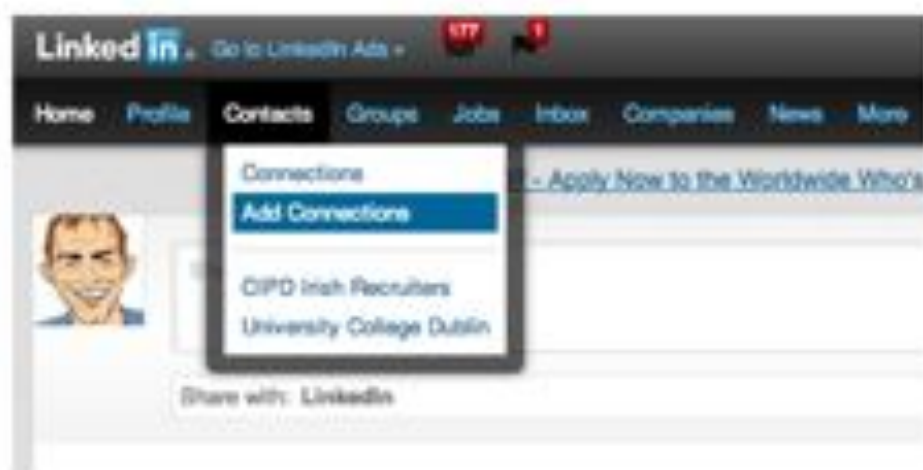 Linked in. Go to LinkedIn Ads 177 1
Home Profile Contacts Groups Jobs Inbox Companies News More
Connections
- Apply Now to the Worldwide Who's
Add Connections
CIPD Irish Recruiters
University College Dublin
Share with: LinkedIn